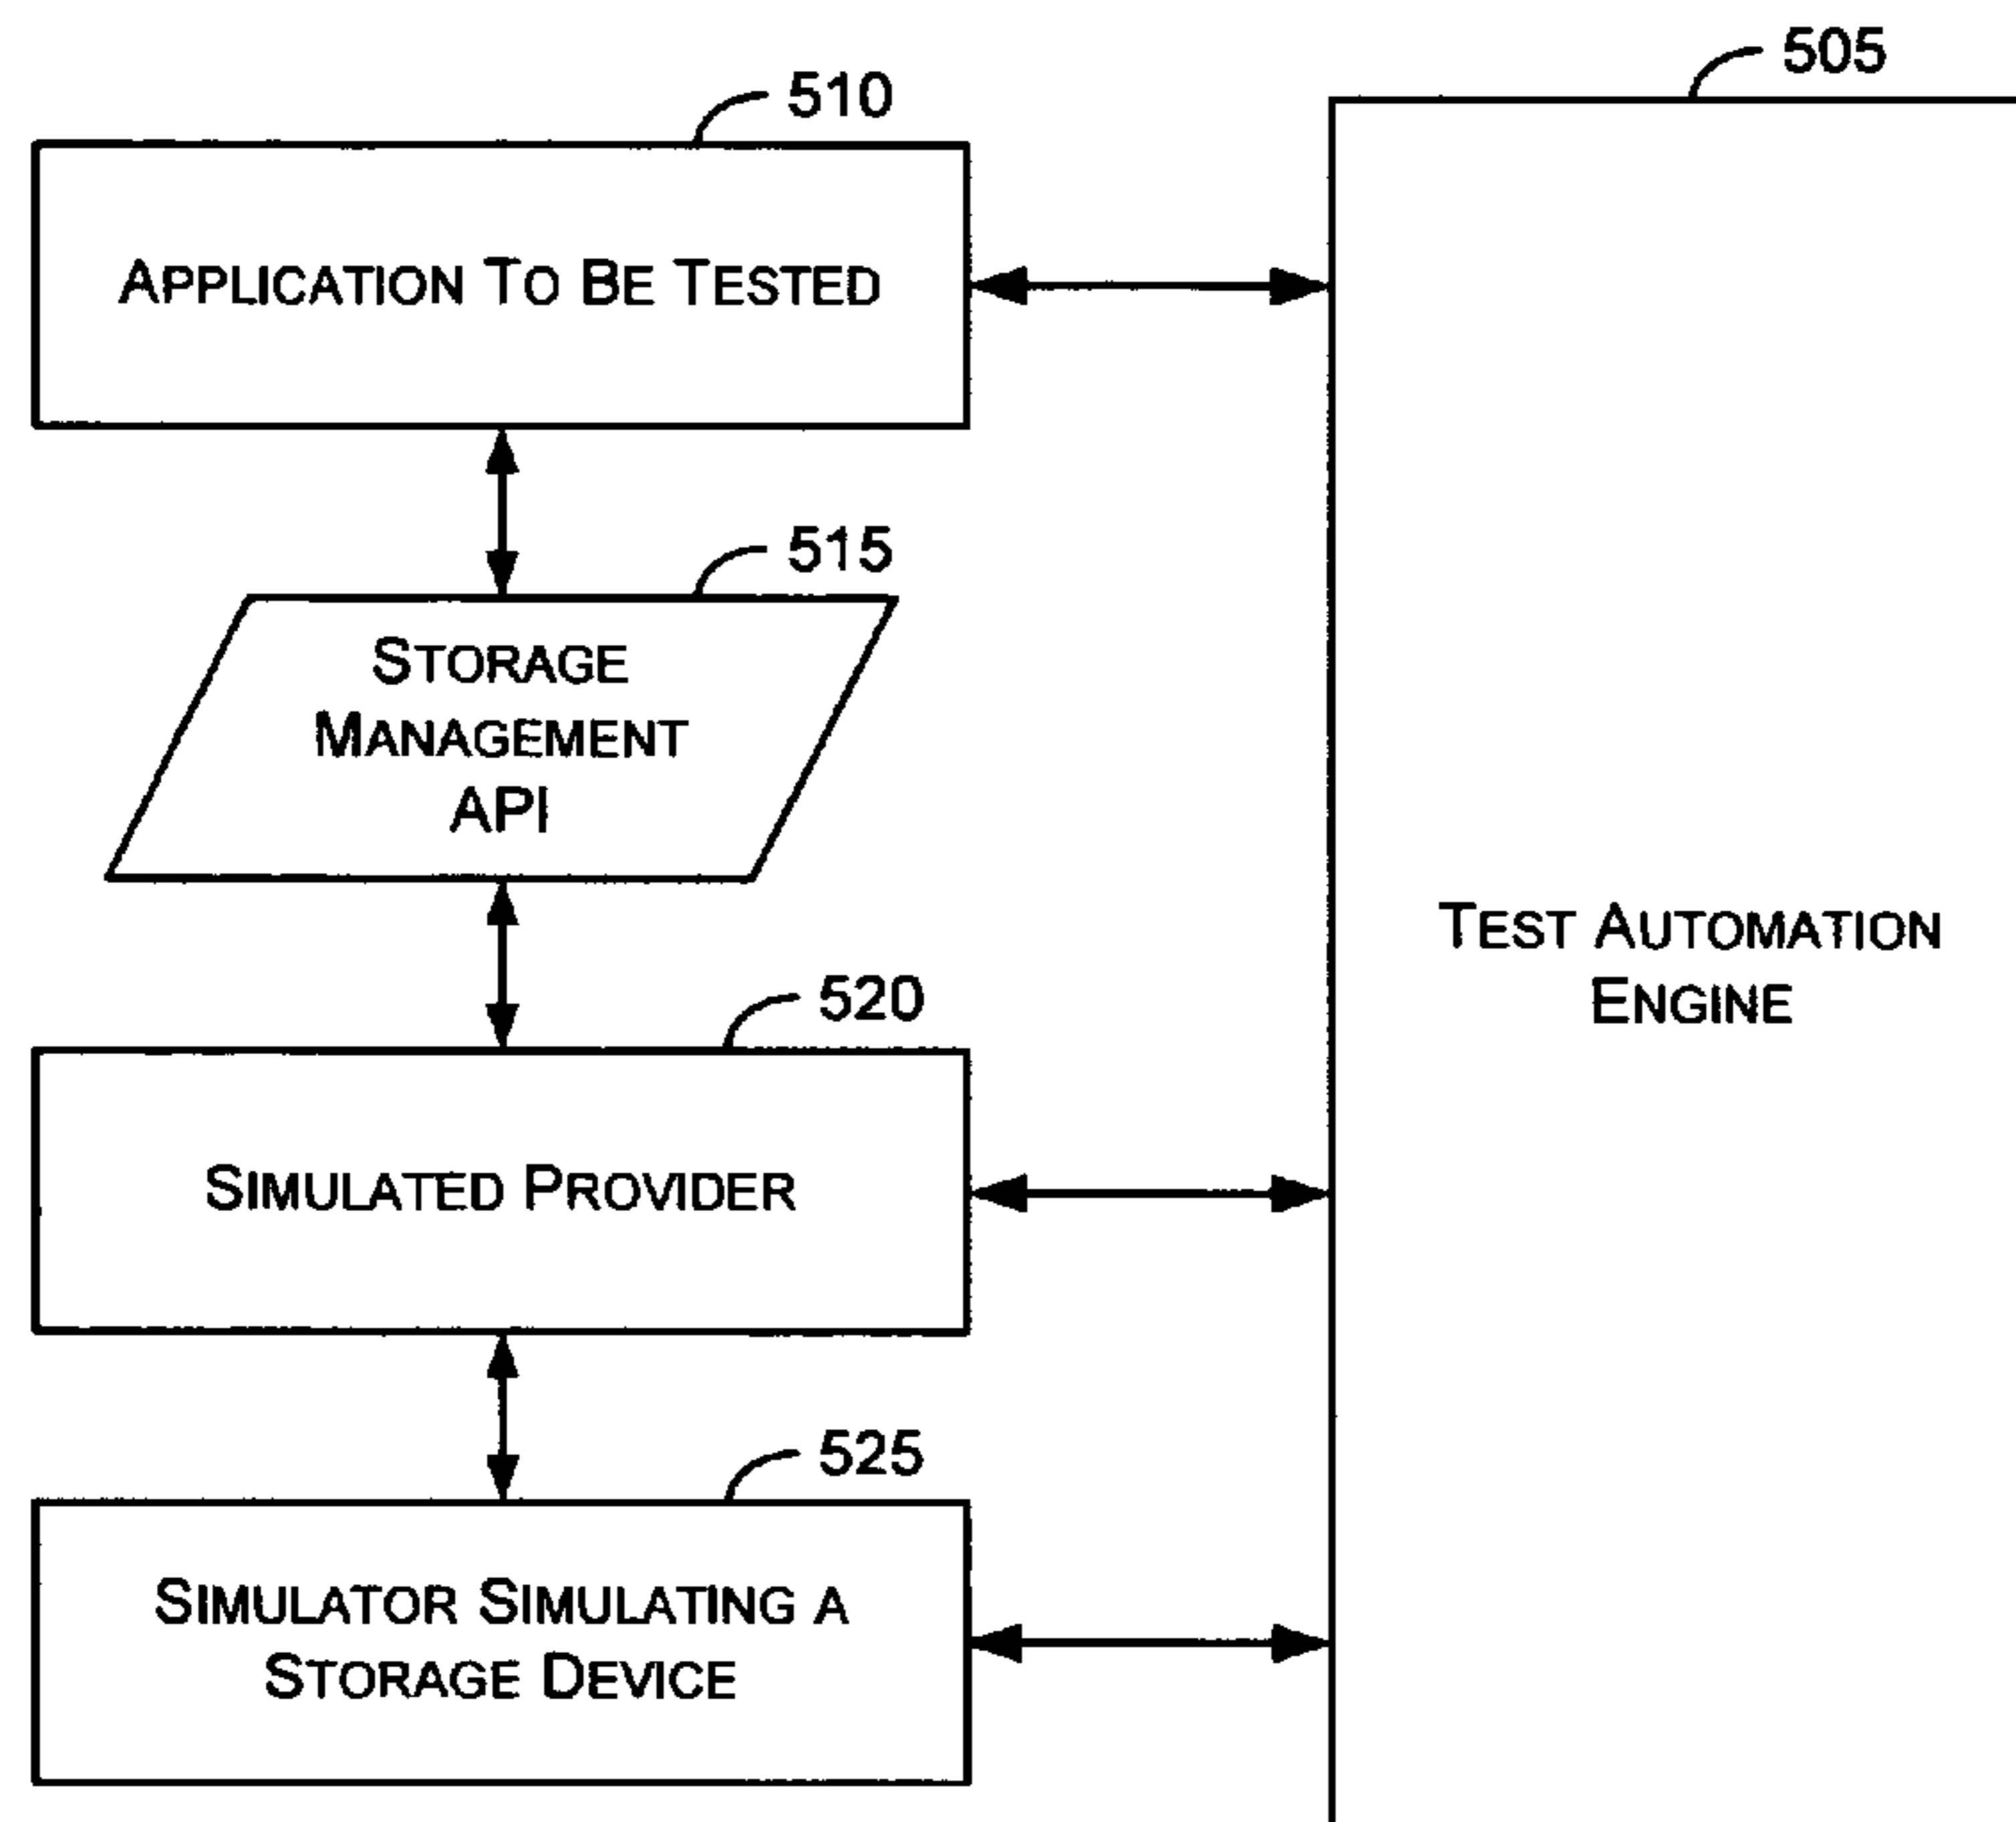 505
510
APPLICATION TO BE TESTED
515
STORAGE
MANAGEMENT
API
TEST AUTOMATION
ENGINE
520
SIMULATED PROVIDER
525
SIMULATOR SIMULATING A
STORAGE DEVICE